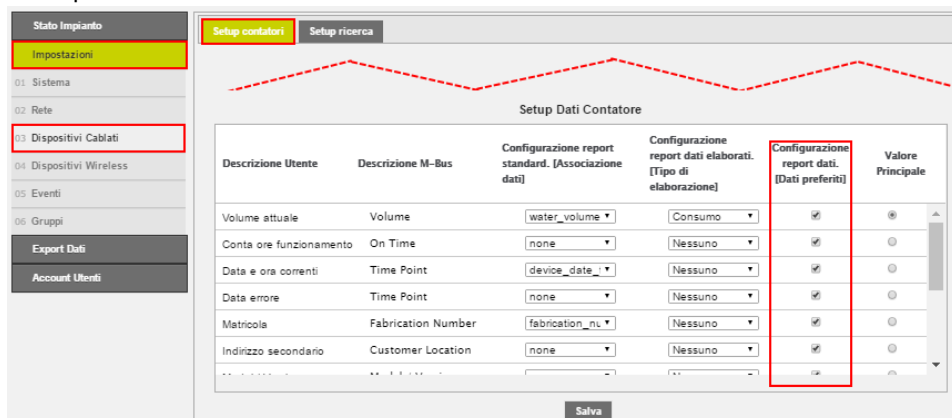 Stato Impianto
Setup contatori
Setup ricerca
Impostazioni
01 Sistema
02 Rete
03 Dispositivi Cablati
04 Dispositivi Wireless
05 Eventi
06 Gruppi
Export Dati
Account Utenti
Setup Dati Contatore
Descrizione Utente
Descrizione M-Bus
Configurazione report
standard. [Associazione
dati]
Configurazione
report dati elaborati.
[Tipo di
elaborazione]
Configurazione
report dati.
[Dati preferiti]
Valore
Principale
Volume attuale Volume water_volume Consumo
Conta ore funzionamento On Time none Nessuno
Data e ora correnti Time Point device_date_ Nessuno
Data errore Time Point none Nessuno
Matricola Fabrication Number fabrication_nu Nessuno
Indirizzo secondario Customer Location none Nessuno
Salva